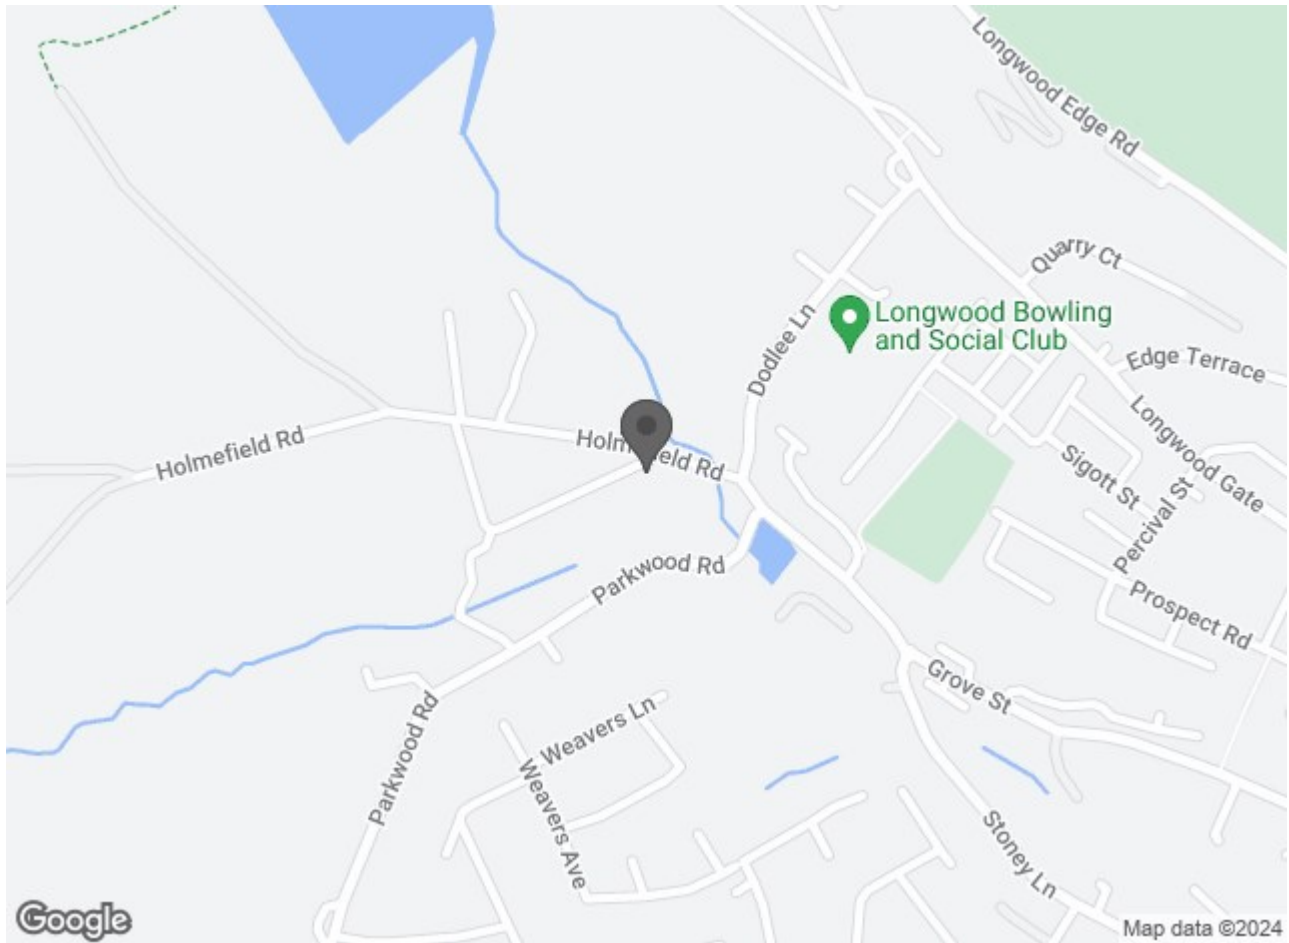 Longwood Edge Rd
Quarry Ct
Longwood Bowling
and Social Club
Dodlee Ln
Edge Terrace
Longwood Gate
Holmefield Rd
Holmefield Rd
Sigott St
Percival St
Parkwood Rd
Prospect Rd
Grove St
Weavers Ln
Parkwood Rd
Weavers Ave
Stoney Ln
Google
Map data ©2024